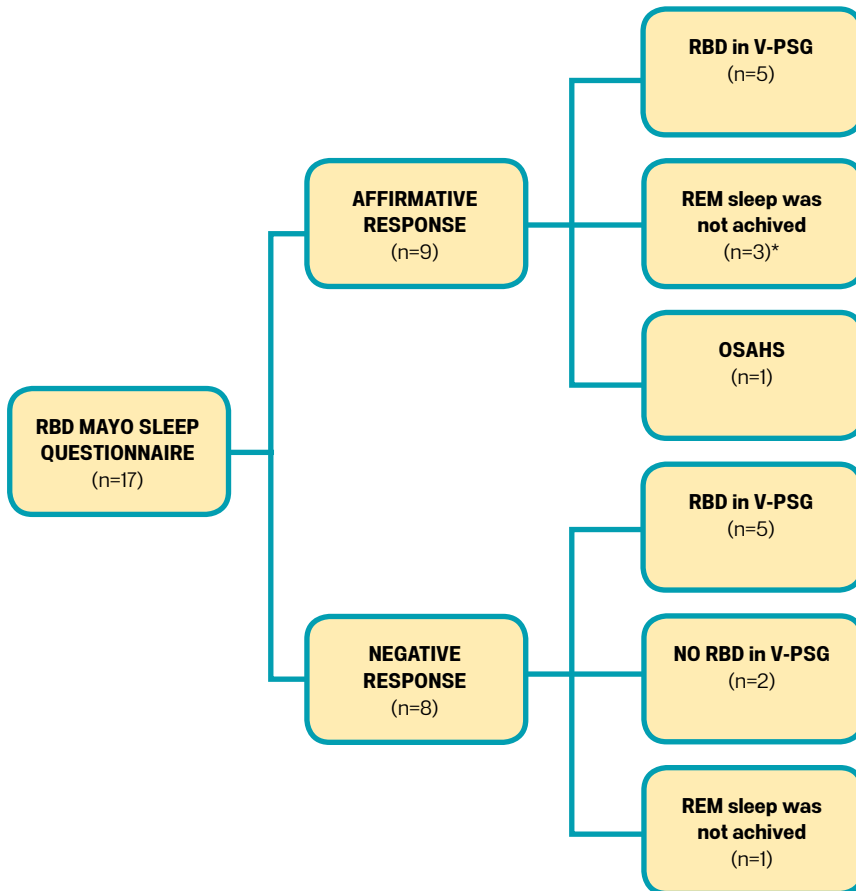 RBD in V-PSG
(n=5)
AFFIRMATIVE
RESPONSE
(n=9)
REM sleep was
not achived
(n=3)*
OSAHS
(n=1)
RBD MAYO SLEEP
QUESTIONNAIRE
(n=17)
RBD in V-PSG
(n=5)
NEGATIVE
RESPONSE
(n=8)
NO RBD in V-PSG
(n=2)
REM sleep was
not achived
(n=1)